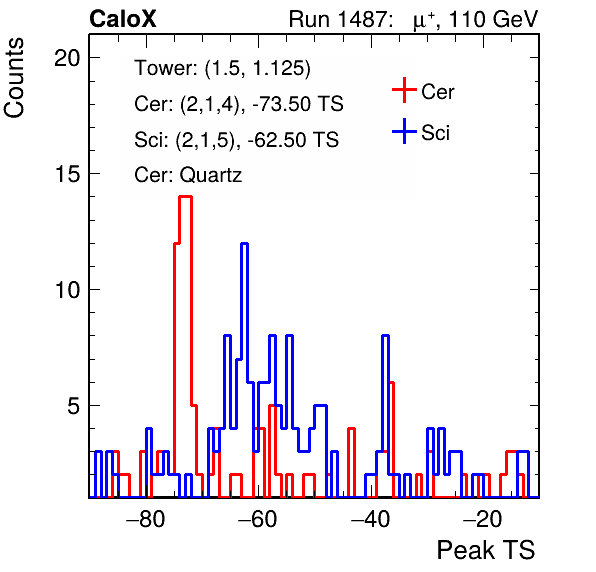 CaloX Run 1487: μ⁺, 110 GeV
Counts
20
15
10
5
Tower: (1.5, 1.125)
Cer: (2,1,4), -73.50 TS
Sci: (2,1,5), -62.50 TS
Cer: Quartz
Cer
Sci
−80 −60 −40 −20
Peak TS